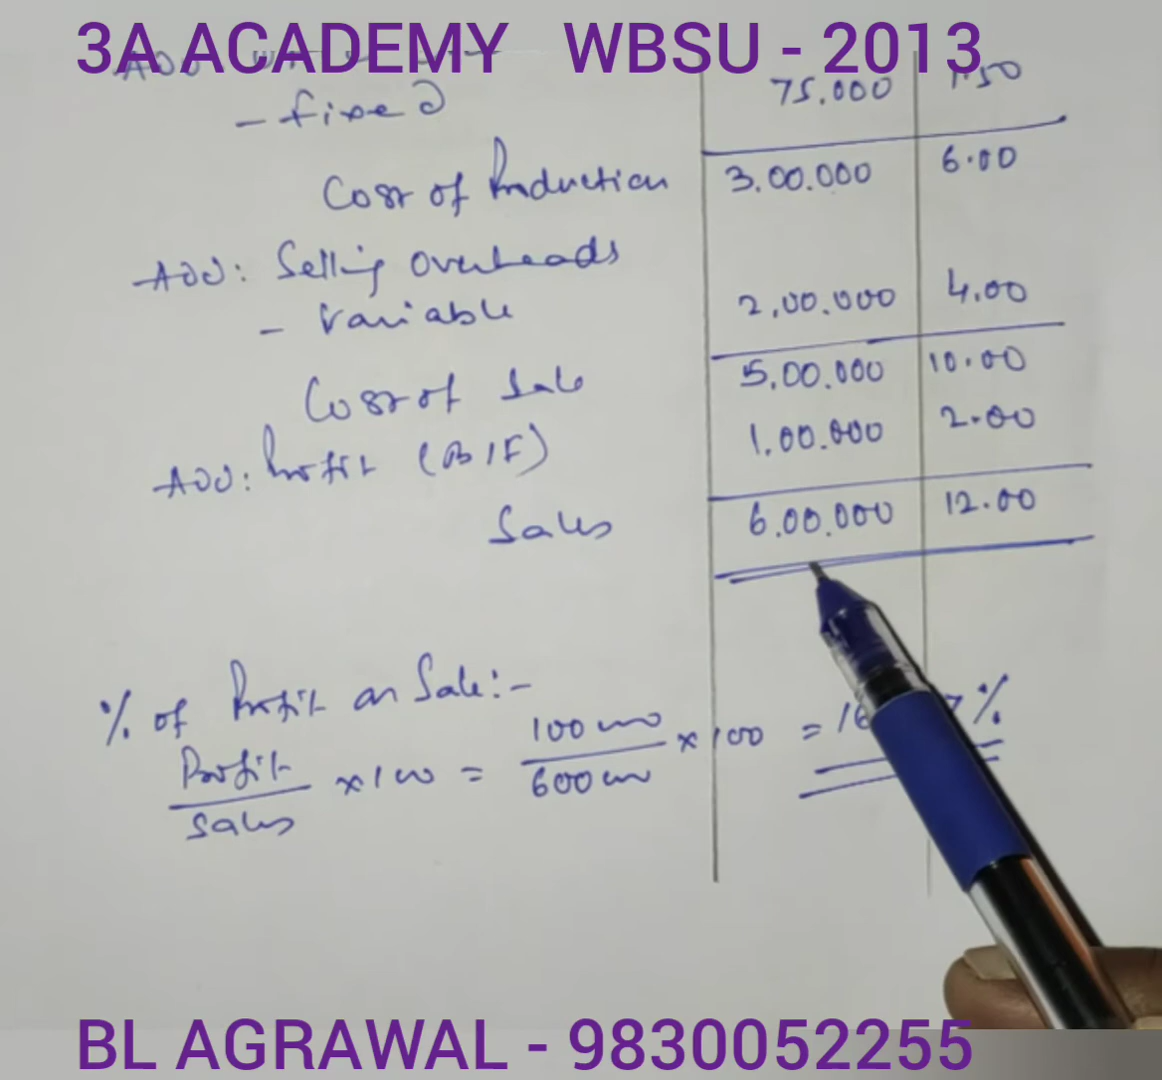 3A ACADEMY WBSU - 2013
- fixed 75,000 1.50
Cost of Production 3,00,000 6.00
ADD: Selling overheads
- Variable 2,00,000 4.00
Cost of Sale 5,00,000 10.00
ADD: Profit (B/F) 1,00,000 2.00
Sales 6,00,000 12.00
% of Profit on Sale:-
Profit/Sales × 100 = 100000/600000 × 100 = 16 7%
BL AGRAWAL - 9830052255